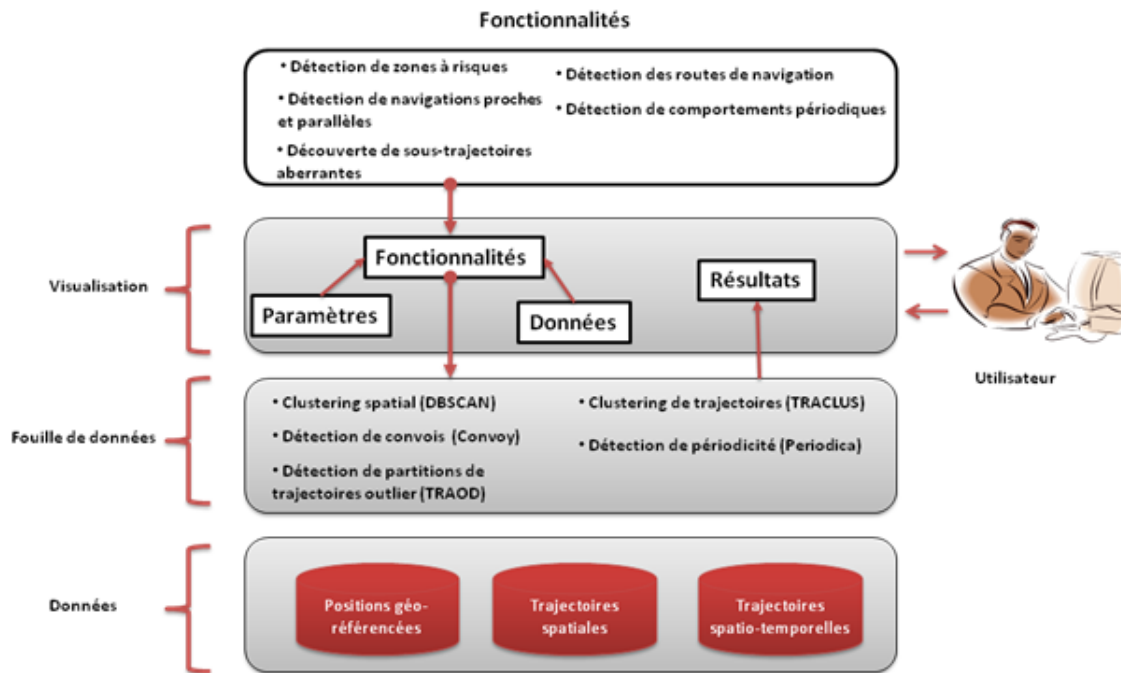 Fonctionnalités
• Détection de zones à risques
• Détection de navigations proches
et parallèles
• Découverte de sous-trajectoires
aberrantes
• Détection des routes de navigation
• Détection de comportements périodiques
Visualisation
Fonctionnalités
Paramètres
Données
Résultats
Utilisateur
Fouille de données
• Clustering spatial (DBSCAN)
• Détection de convois (Convoy)
• Détection de partitions de
trajectoires outlier (TRAOD)
• Clustering de trajectoires (TRACLUS)
• Détection de périodicité (Periodica)
Données
Positions géo-
référencées
Trajectoires
spatiales
Trajectoires
spatio-temporelles